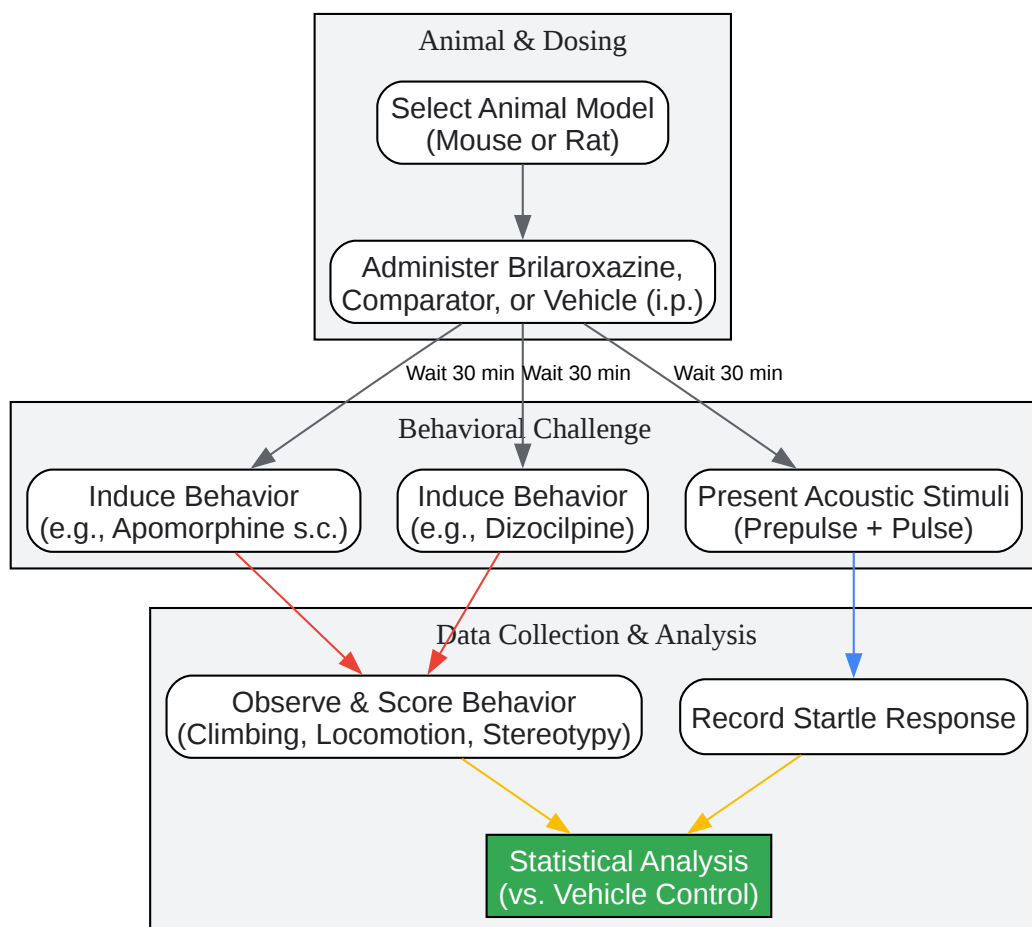 Animal & Dosing
Select Animal Model
(Mouse or Rat)
Administer Brilaroxazine,
Comparator, or Vehicle (i.p.)
Wait 30 min
Wait 30 min
Wait 30 min
Behavioral Challenge
Induce Behavior
(e.g., Apomorphine s.c.)
Induce Behavior
(e.g., Dizocilpine)
Present Acoustic Stimuli
(Prepulse + Pulse)
Data Collection & Analysis
Observe & Score Behavior
(Climbing, Locomotion, Stereotypy)
Record Startle Response
Statistical Analysis
(vs. Vehicle Control)